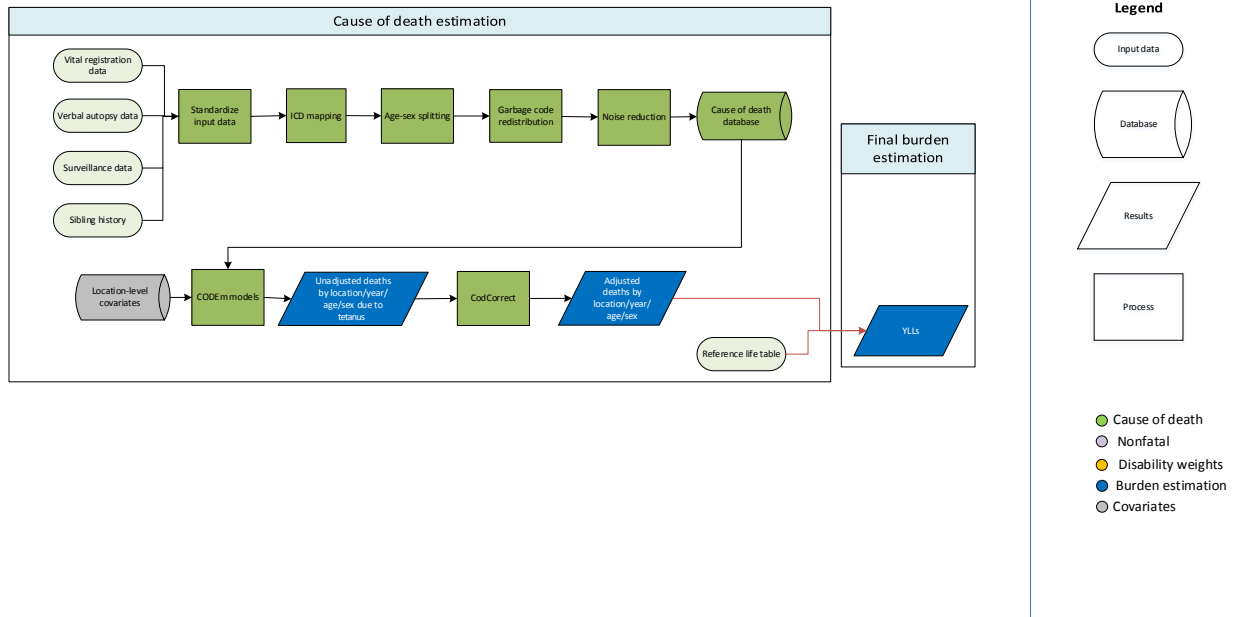 Cause of death estimation
Vital registration
data
Verbal autopsy data
Surveillance data
Sibling history
Standardize
input data
ICD mapping
Age-sex splitting
Garbage code
redistribution
Noise reduction
Cause of death
database
Location-level
covariates
CODEm models
Unadjusted deaths
by location/year/
age/sex due to
tetanus
CodCorrect
Adjusted
deaths by
location/year/
age/sex
Reference life table
Final burden
estimation
YLLs
Legend
Input data
Database
Results
Process
Cause of death
Nonfatal
Disability weights
Burden estimation
Covariates